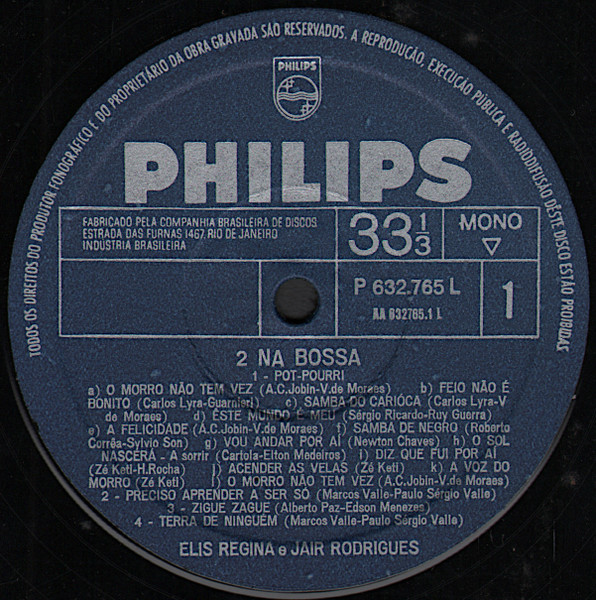 TODOS OS DIREITOS DO PRODUTOR FONOGRÁFICO E DO PROPRIETÁRIO DA OBRA GRAVADA SÃO RESERVADOS. A REPRODUÇÃO, EXECUÇÃO PÚBLICA E RADIODIFUSÃO DÊSTE DISCO ESTÃO PROIBIDAS
PHILIPS
PHILIPS
FABRICADO PELA COMPANHIA BRASILEIRA DE DISCOS
ESTRADA DAS FURNAS 1467, RIO DE JANEIRO
INDUSTRIA BRASILEIRA
33 1/3
MONO
▽
P 632.765 L
AA 632765.1 L
1
2 NA BOSSA
1 - POT-POURRI
a) O MORRO NÃO TEM VEZ (A.C.Jobin-V.de Moraes) b) FEIO NÃO É
BONITO (Carlos Lyra-Guarnieri) c) SAMBA DO CARIÓCA (Carlos Lyra-V
de Moraes) d) ÊSTE MUNDO É MEU (Sérgio Ricardo-Ruy Guerra)
e) A FELICIDADE (A.C.Jobin-V.de Moraes) f) SAMBA DE NEGRO (Roberto
Corrêa-Sylvio Son) g) VOU ANDAR POR AÍ (Newton Chaves) h) O SOL
NASCERÁ - A sorrir (Cartola-Elton Medeiros) i) DIZ QUE FUI POR AÍ
(Zé Keti-H.Rocha) j) ACENDER AS VELAS (Zé Keti) k) A VOZ DO
MORRO (Zé Keti) l) O MORRO NÃO TEM VEZ (A.C.Jobin-V.de Moraes)
2 - PRECISO APRENDER A SER SÓ (Marcos Valle-Paulo Sérgio Valle)
3 - ZIGUE ZAGUE (Alberto Paz-Edson Menezes)
4 - TERRA DE NINGUÉM (Marcos Valle-Paulo Sérgio Valle)
ELIS REGINA e JAIR RODRIGUES